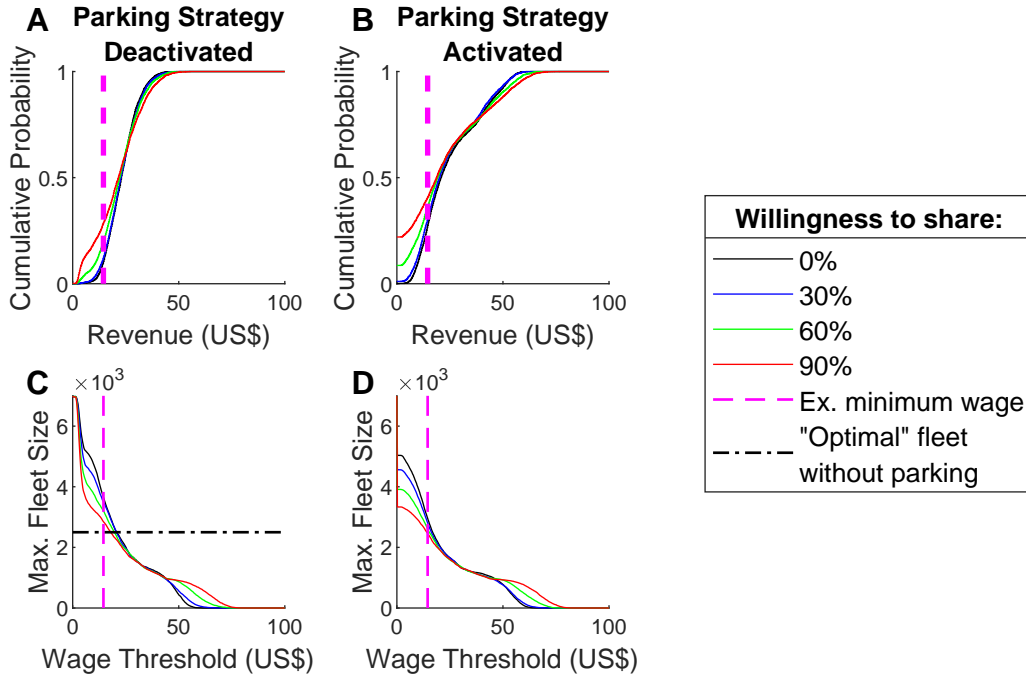 A
Parking Strategy
Deactivated
Cumulative Probability
1
0.5
0
0
50
100
Revenue (US$)
B
Parking Strategy
Activated
Cumulative Probability
1
0.5
0
0
50
100
Revenue (US$)
C
×10³
Max. Fleet Size
6
4
2
0
0
50
100
Wage Threshold (US$)
D
×10³
Max. Fleet Size
6
4
2
0
0
50
100
Wage Threshold (US$)
Willingness to share:
0%
30%
60%
90%
Ex. minimum wage
"Optimal" fleet
without parking